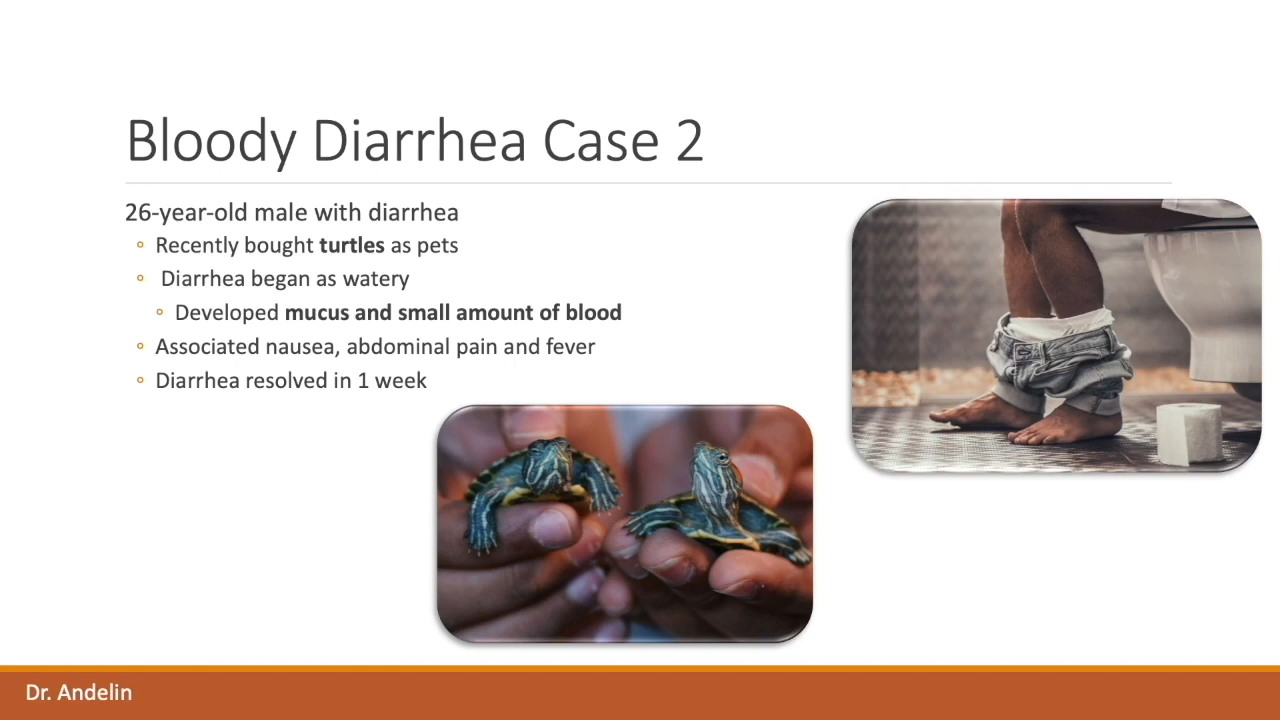 Bloody Diarrhea Case 2
26-year-old male with diarrhea
◦ Recently bought turtles as pets
◦ Diarrhea began as watery
◦ Developed mucus and small amount of blood
◦ Associated nausea, abdominal pain and fever
◦ Diarrhea resolved in 1 week
Dr. Andelin